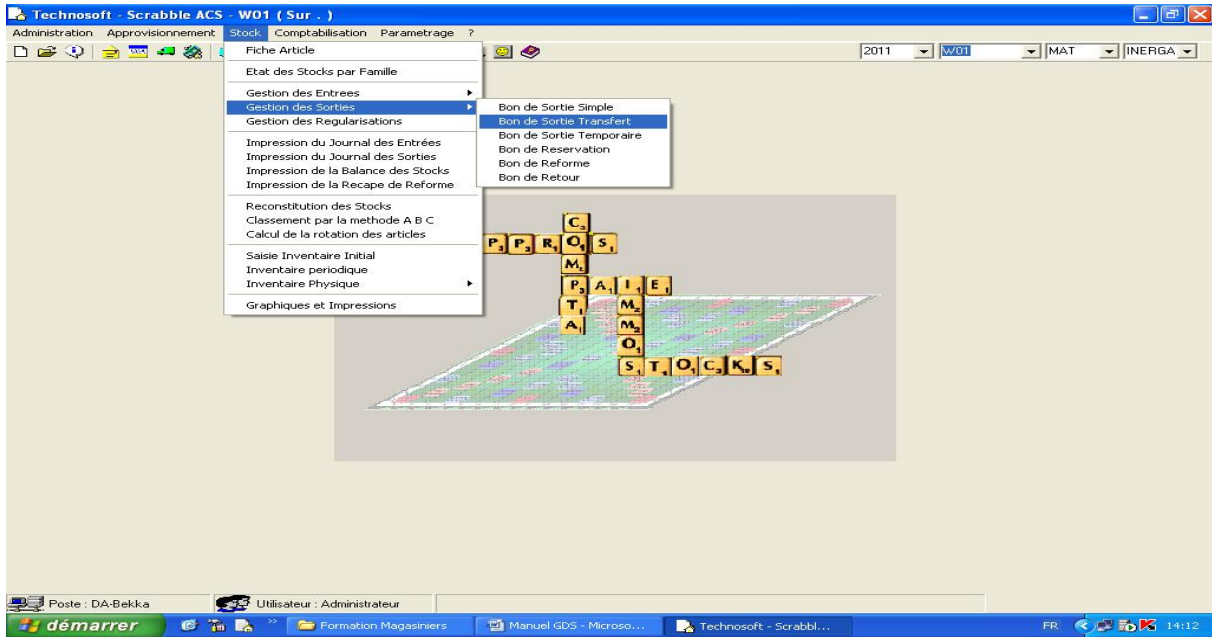 Technosoft - Scrabble ACS - W01 ( Sur . )
Administration Approvisionnement Stock Comptabilisation Parametrage ?
2011 W01 MAT INERGA
Fiche Article
Etat des Stocks par Famille
Gestion des Entrees
Gestion des Sorties
Gestion des Regularisations
Impression du Journal des Entrées
Impression du Journal des Sorties
Impression de la Balance des Stocks
Impression de la Recape de Reforme
Reconstitution des Stocks
Classement par la methode A B C
Calcul de la rotation des articles
Saisie Inventaire Initial
Inventaire periodique
Inventaire Physique
Graphiques et Impressions
Bon de Sortie Simple
Bon de Sortie Transfert
Bon de Sortie Temporaire
Bon de Reservation
Bon de Reforme
Bon de Retour
PPROS
COMPTA
PAIE
IMMOS
STOCKS
Poste : DA-Bekka
Utilisateur : Administrateur
démarrer
Formation Magasiniers
Manuel GDS - Microso...
Technosoft - Scrabbl...
FR
14:12